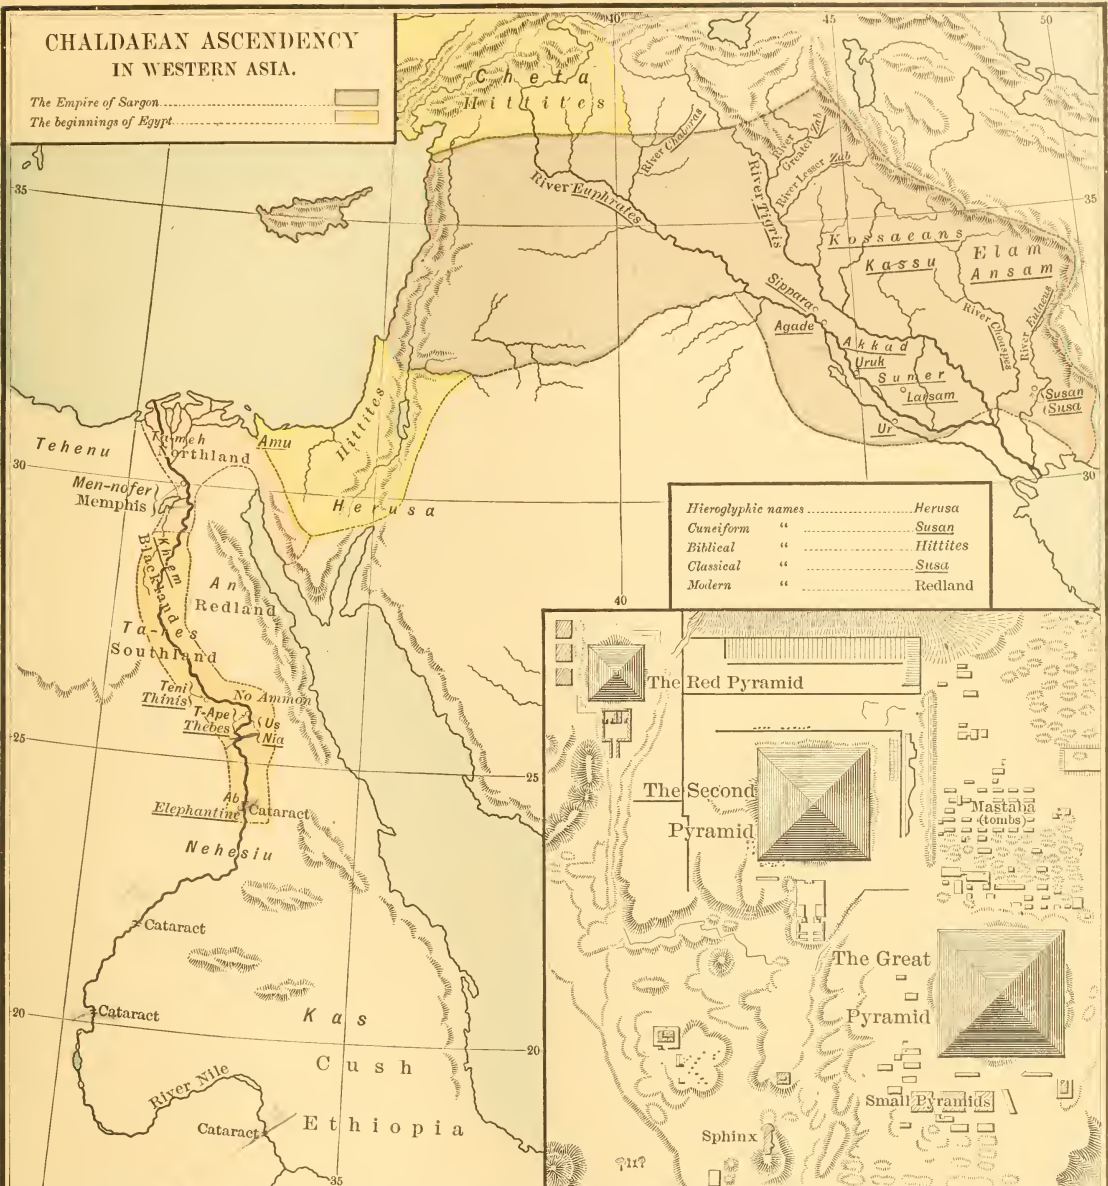 CHALDAEAN ASCENDENCY
IN WESTERN ASIA.
The Empire of Sargon
The beginnings of Egypt
40
45
50
Cheta
Hittites
River Chaboras
River
Greater Zab
River Lesser Zab
35
35
River Euphrates
River Tigris
Kossaeans
Kassu
Elam
Ansam
Sippara
Agade
Akkad
Uruk
Sumer
Larsam
Ur
River Choaspes
River Eulaeus
Susan
Susa
30
Tehenu
Northland
Amu
Hittites
Herusa
30
Men-nofer
Memphis
Khem
Blackland
An
Redland
Ta-res
Southland
Teni
Thinis
No Ammon
T-Ape
Thebes
Us
Nia
25
25
Ab
Elephantine
Cataract
Nehesiu
Cataract
20
Cataract
Kas
20
Cush
River Nile
Cataract
Ethiopia
35
Hieroglyphic names Herusa
Cuneiform “ Susan
Biblical “ Hittites
Classical “ Susa
Modern “ Redland
40
The Red Pyramid
The Second
Pyramid
Mastaba
(tombs)
The Great
Pyramid
Small Pyramids
Sphinx